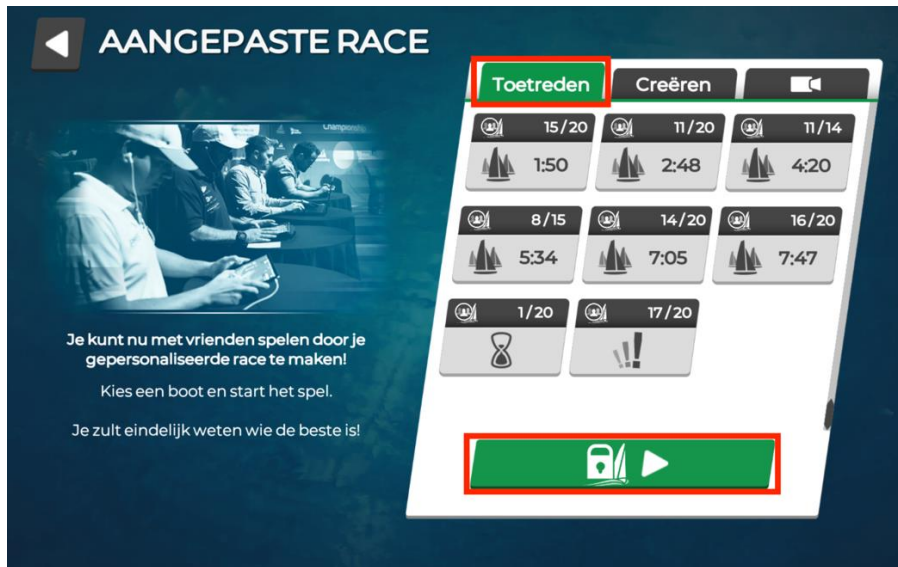 AANGEPASTE RACE
Toetreden
Creëren
15/20
11/20
11/14
1:50
2:48
4:20
8/15
14/20
16/20
5:34
7:05
7:47
1/20
17/20
Championship
Je kunt nu met vrienden spelen door je
gepersonaliseerde race te maken!
Kies een boot en start het spel.
Je zult eindelijk weten wie de beste is!